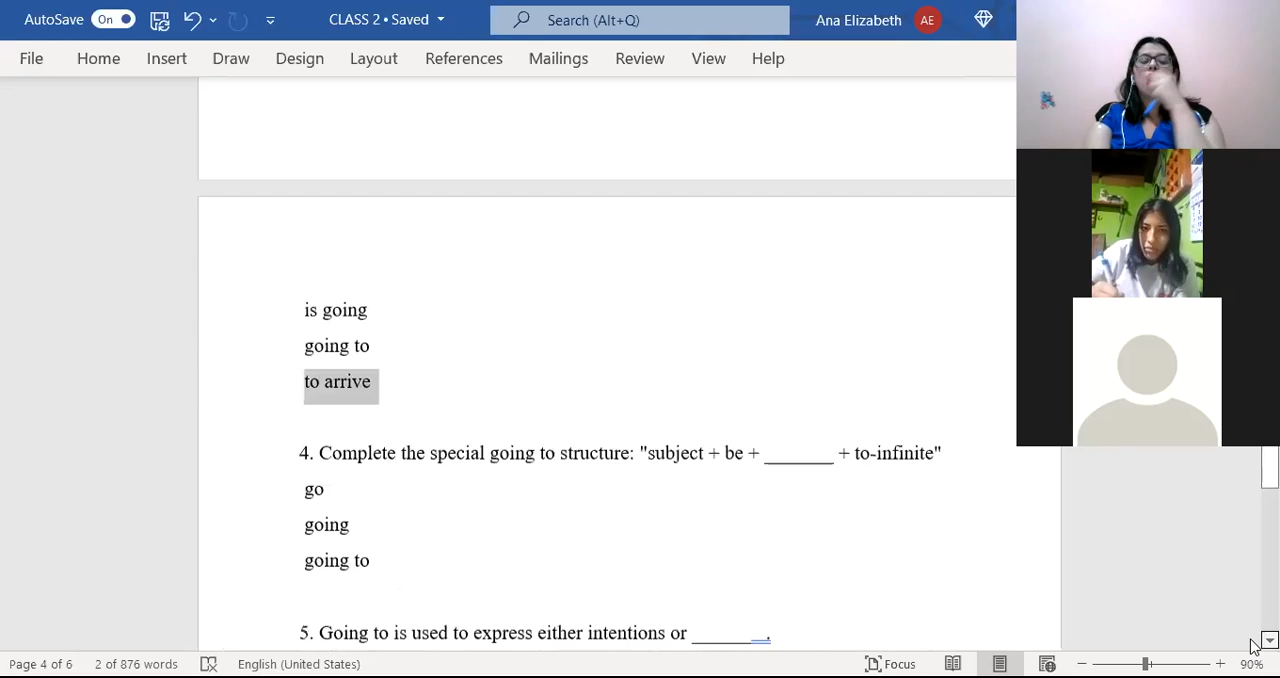 AutoSave On CLASS 2 • Saved Search (Alt+Q) Ana Elizabeth AE
File Home Insert Draw Design Layout References Mailings Review View Help
is going
going to
to arrive
4. Complete the special going to structure: "subject + be + _______ + to-infinite"
go
going
going to
5. Going to is used to express either intentions or ________.
Page 4 of 6 2 of 876 words English (United States) Focus 90%